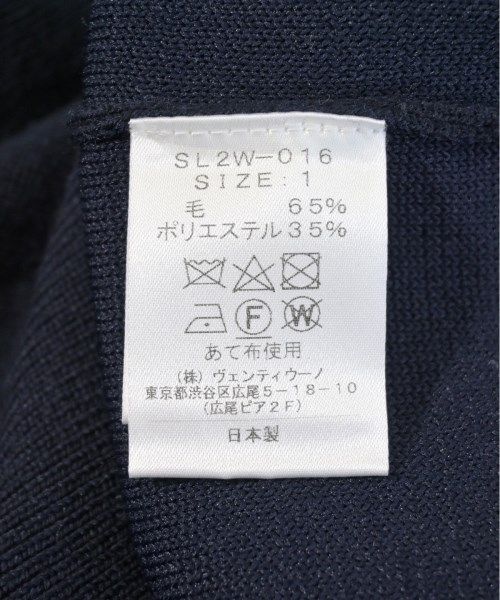 SL2W-016
SIZE:1
毛 65%
ポリエステル35%
F W
あて布使用
(株)ヴェンティウーノ
東京都渋谷区広尾5-18-10
(広尾ピア2F)
日本製